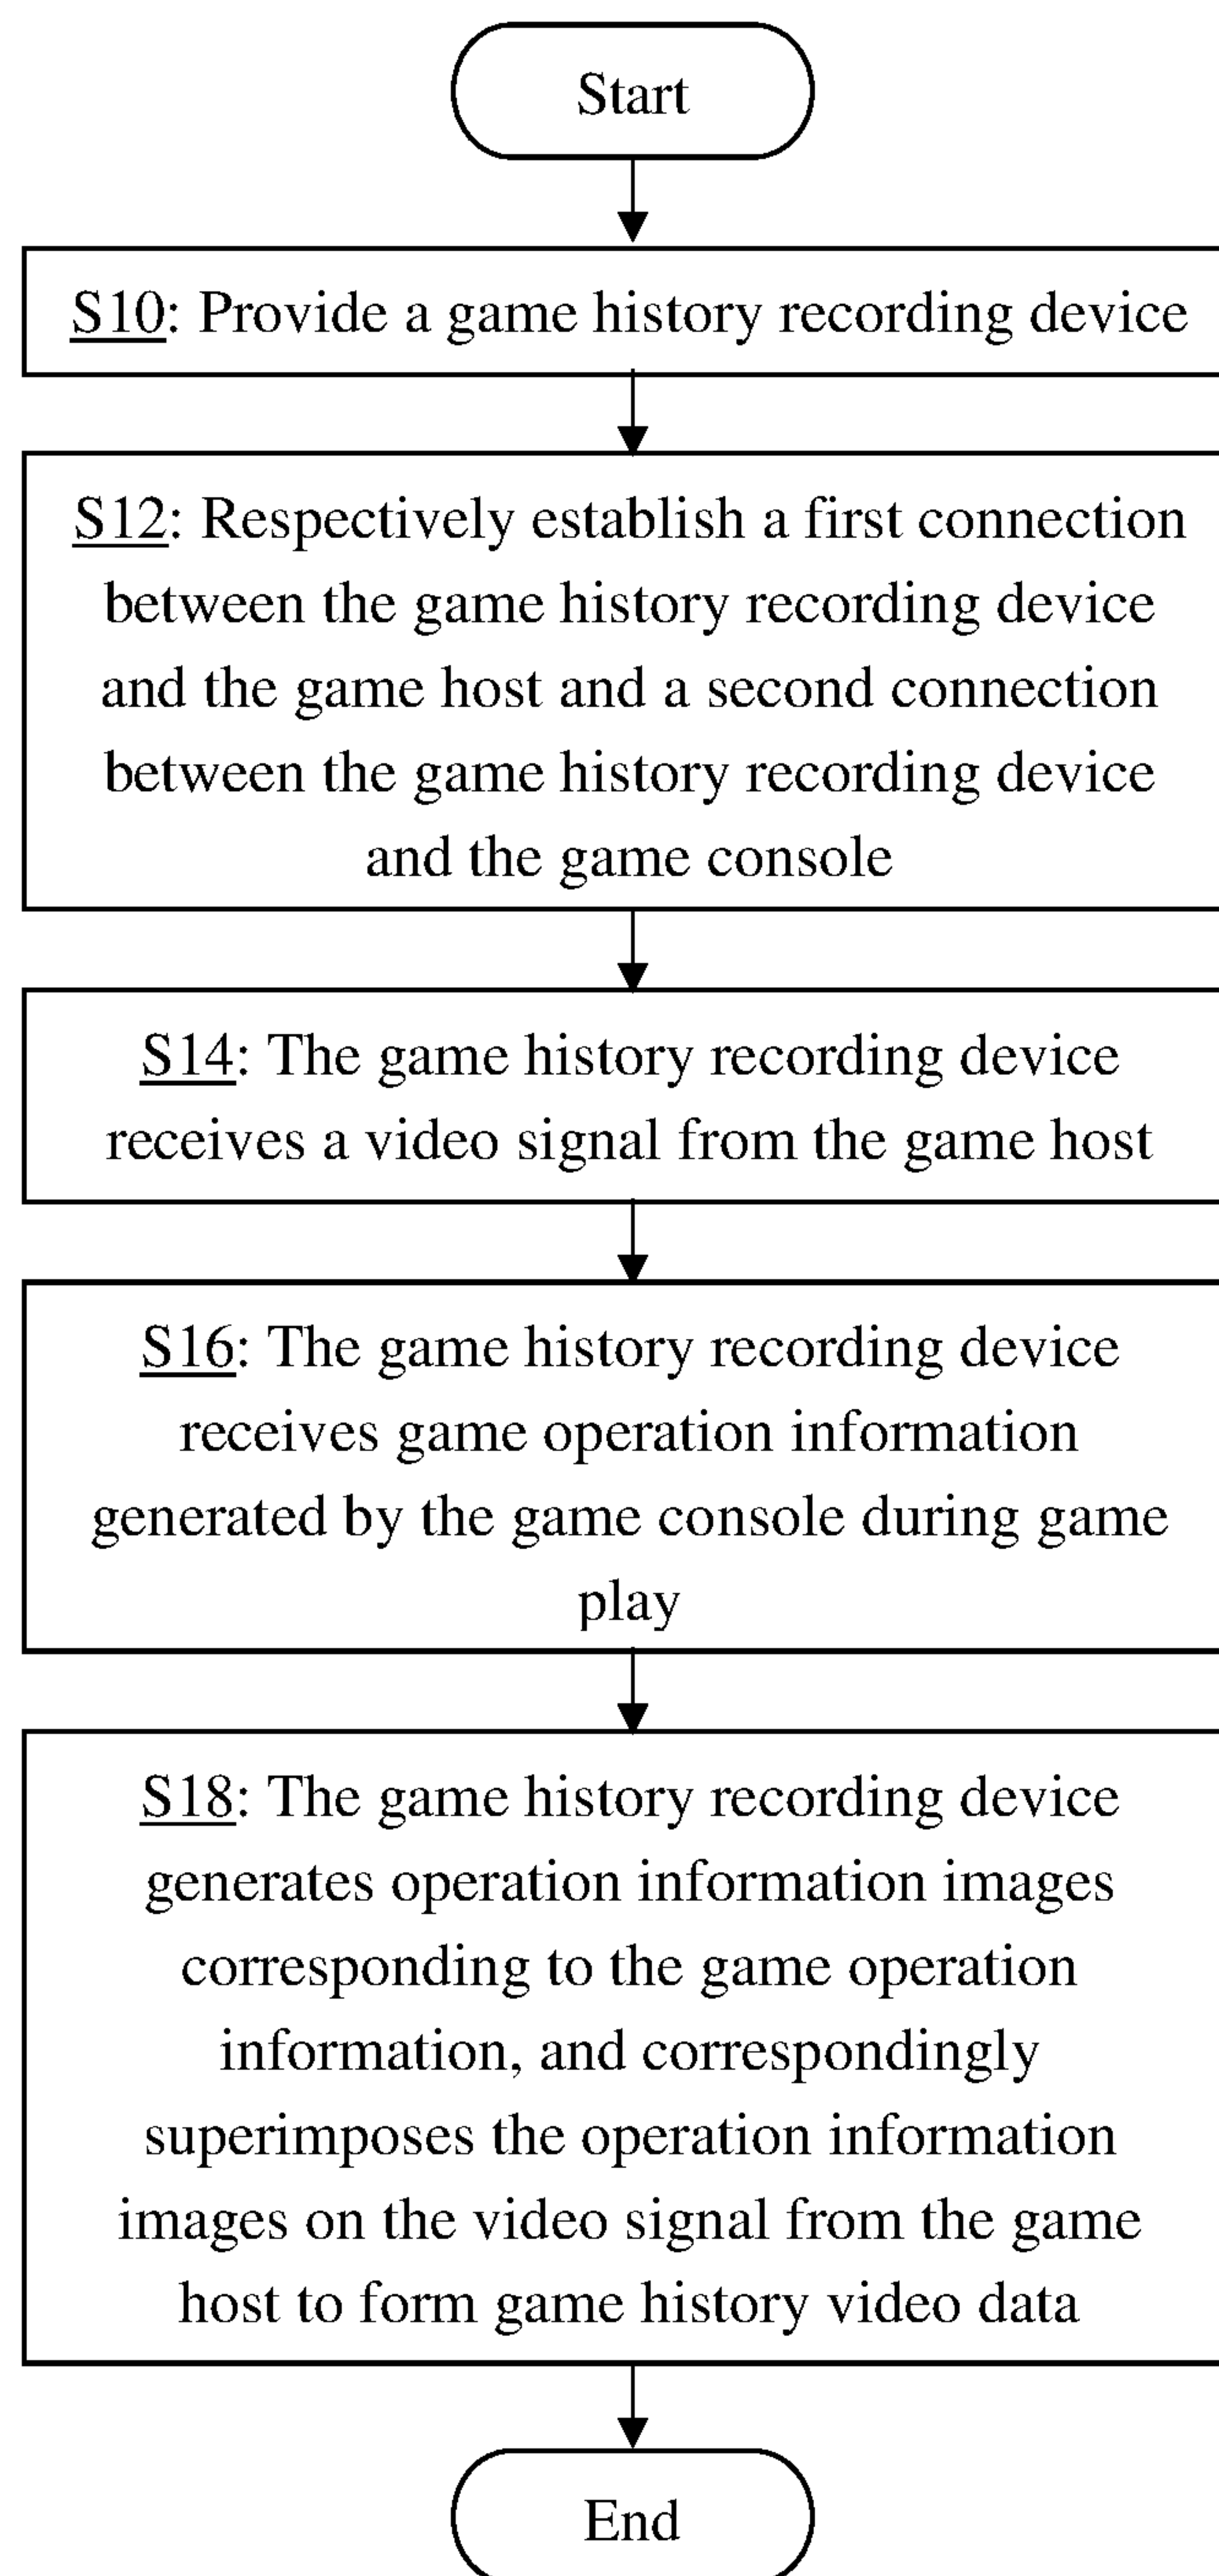 Start
S10: Provide a game history recording device
S12: Respectively establish a first connection
between the game history recording device
and the game host and a second connection
between the game history recording device
and the game console
S14: The game history recording device
receives a video signal from the game host
S16: The game history recording device
receives game operation information
generated by the game console during game
play
S18: The game history recording device
generates operation information images
corresponding to the game operation
information, and correspondingly
superimposes the operation information
images on the video signal from the game
host to form game history video data
End